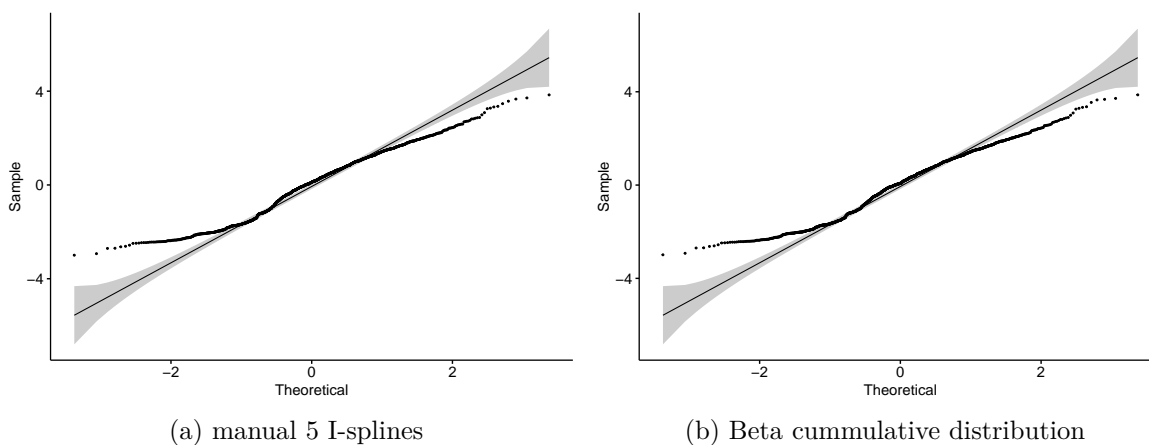 4
0
−4
Sample
−2
0
2
Theoretical
(a) manual 5 I-splines
4
0
−4
Sample
−2
0
2
Theoretical
(b) Beta cummulative distribution